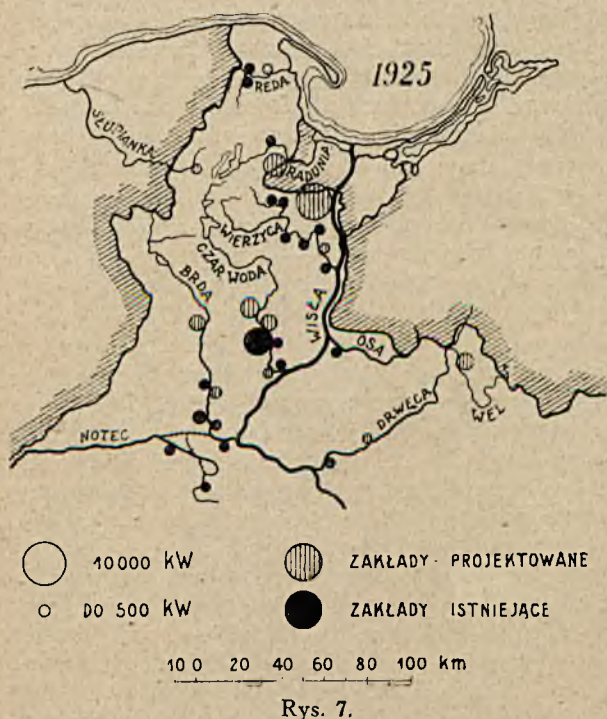 1925
REDA
SŁUPIANKA
RADUNIA
WIERZYCA
CZAR. WODA
BRDA
WISŁA
OSA
DRWĘCA
WEL
NOTEĆ
10000 KW
ZAKŁADY - PROJEKTOWANE
DO 500 KW
ZAKŁADY ISTNIEJĄCE
10 0 20 40 60 80 100 km
Rys. 7.